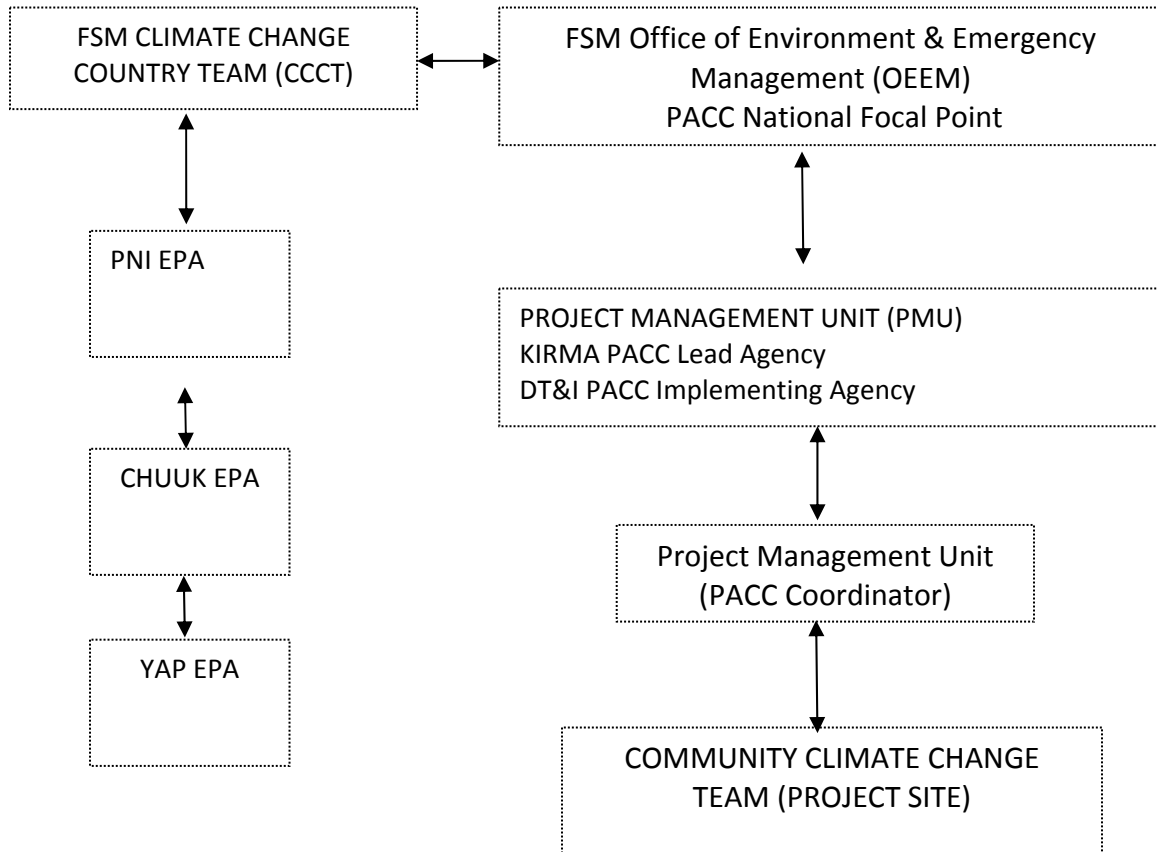 FSM CLIMATE CHANGE
COUNTRY TEAM (CCCT)
FSM Office of Environment & Emergency
Management (OEEM)
PACC National Focal Point
PNI EPA
PROJECT MANAGEMENT UNIT (PMU)
KIRMA PACC Lead Agency
DT&I PACC Implementing Agency
CHUUK EPA
Project Management Unit
(PACC Coordinator)
YAP EPA
COMMUNITY CLIMATE CHANGE
TEAM (PROJECT SITE)